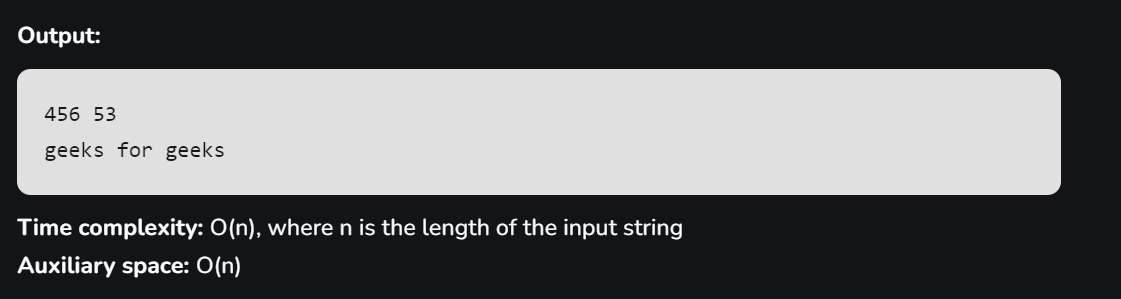 Output:
456 53
geeks for geeks
Time complexity: O(n), where n is the length of the input string
Auxiliary space: O(n)